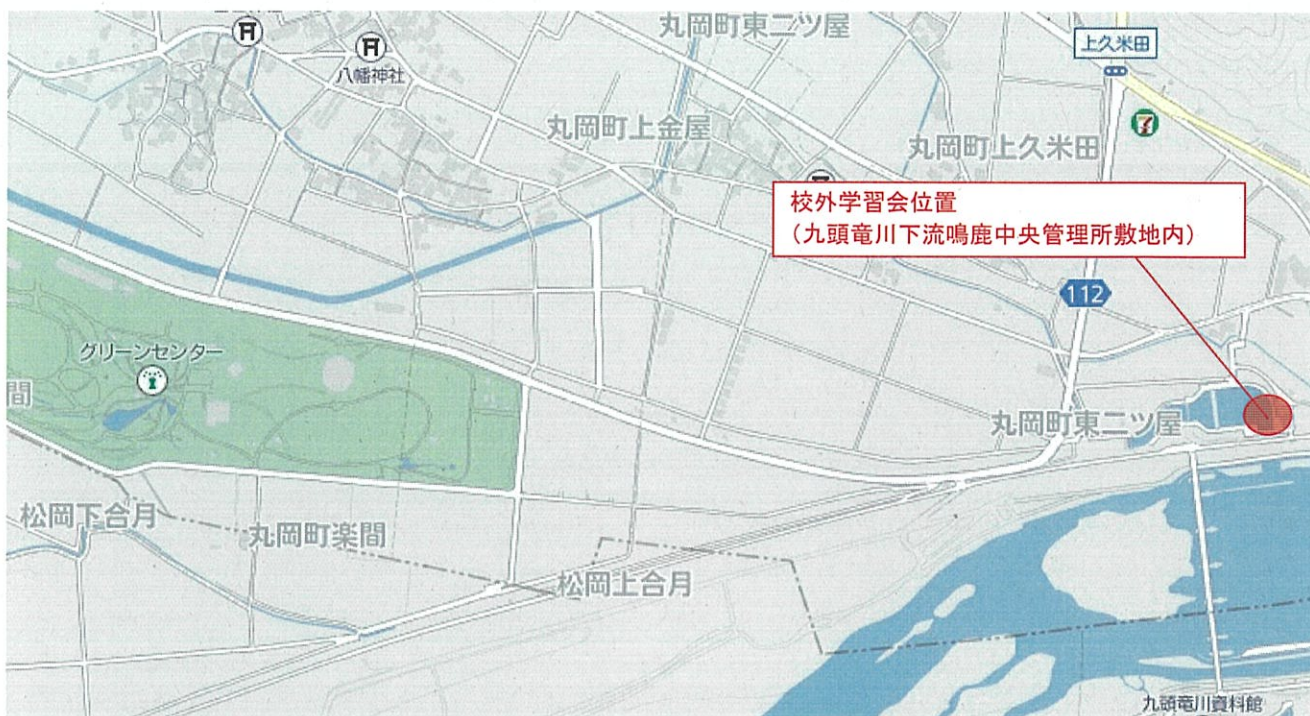 丸岡町東二ツ屋
上久米田
八幡神社
丸岡町上金屋
丸岡町上久米田
校外学習会位置
（九頭竜川下流鳴鹿中央管理所敷地内）
112
グリーンセンター
間
丸岡町東二ツ屋
松岡下合月
丸岡町楽間
松岡上合月
九頭竜川資料館